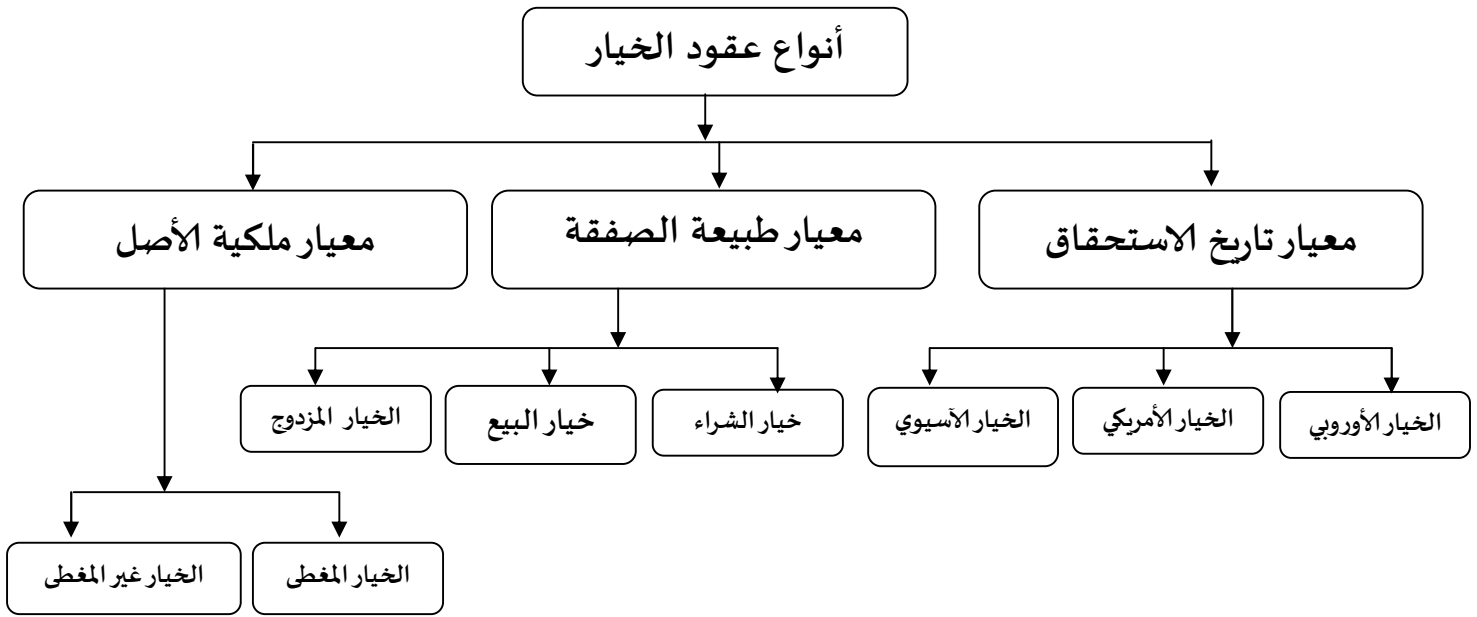 أنواع عقود الخيار
معيار تاريخ الاستحقاق
معيار طبيعة الصفقة
معيار ملكية الأصل
الخيار الأوروبي
الخيار الأمريكي
الخيار الآسيوي
خيار الشراء
خيار البيع
الخيار المزدوج
الخيار المغطى
الخيار غير المغطى